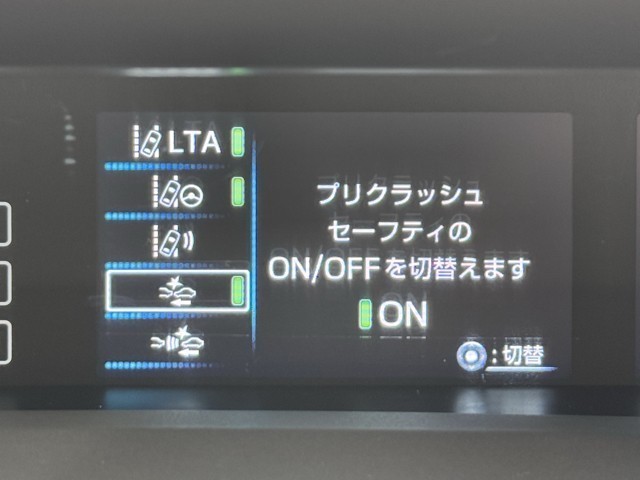 LTA
プリクラッシュ
セーフティの
ON/OFFを切替えます
ON
:切替